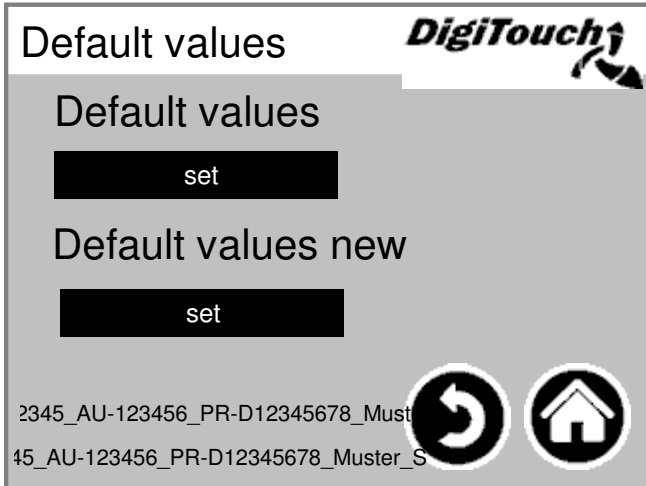 Default values
DigiTouch
Default values
set
Default values new
set
2345_AU-123456_PR-D12345678_Must
45_AU-123456_PR-D12345678_Muster_S